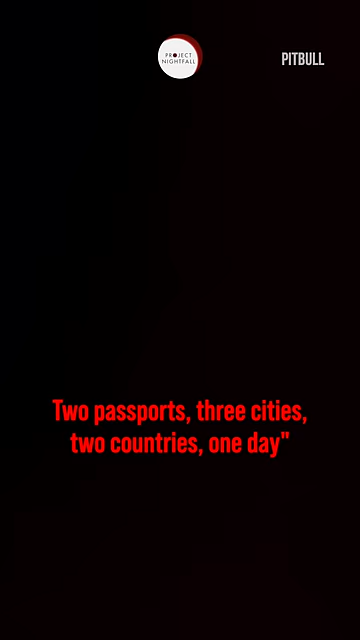 PROJECT
NIGHTFALL
PITBULL
Two passports, three cities,
two countries, one day"